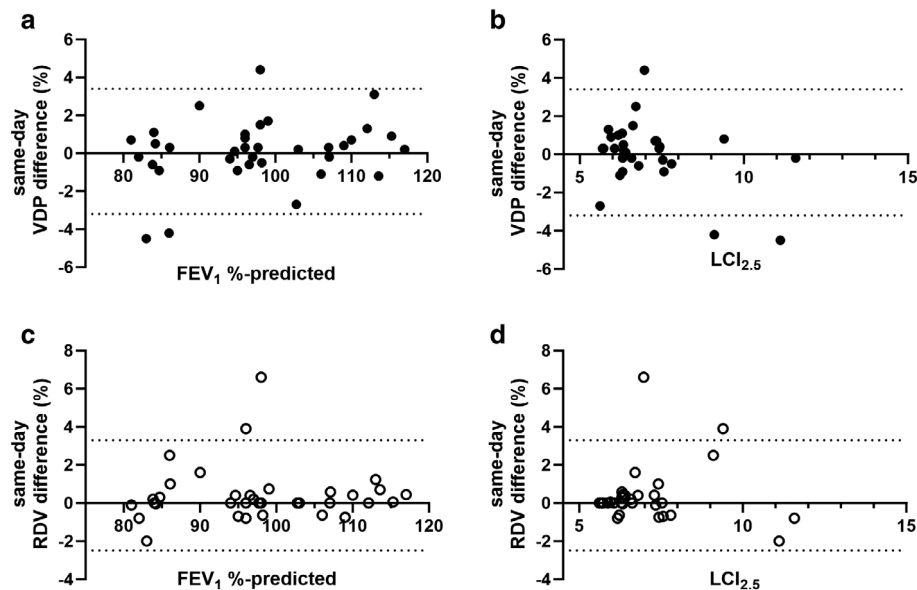 a
same-day
VDP difference (%)
6
4
2
0
-2
-4
-6
80 90 100 110 120
FEV₁ %-predicted
b
same-day
VDP difference (%)
6
4
2
0
-2
-4
-6
5 10 15
LCI₂.₅
c
same-day
RDV difference (%)
8
6
4
2
0
-2
-4
80 90 100 110 120
FEV₁ %-predicted
d
same-day
RDV difference (%)
8
6
4
2
0
-2
-4
5 10 15
LCI₂.₅